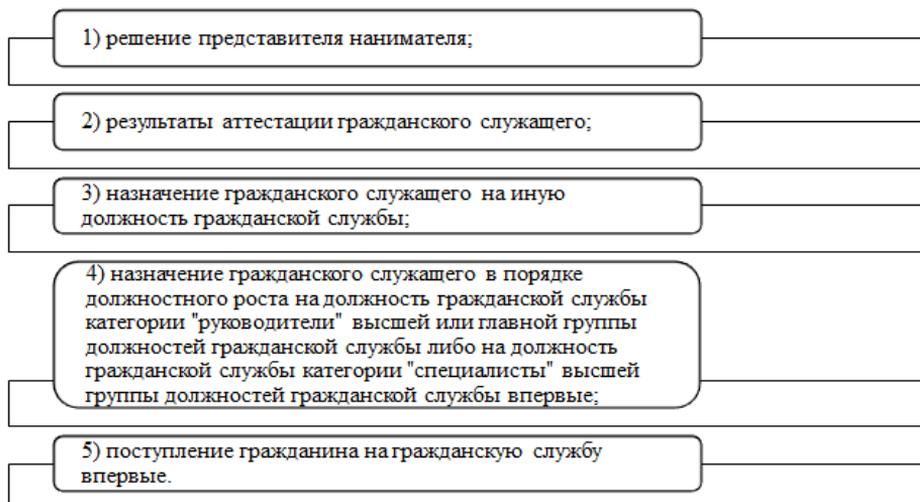 1) решение представителя нанимателя;
2) результаты аттестации гражданского служащего;
3) назначение гражданского служащего на иную
должность гражданской службы;
4) назначение гражданского служащего в порядке
должностного роста на должность гражданской службы
категории "руководители" высшей или главной группы
должностей гражданской службы либо на должность
гражданской службы категории "специалисты" высшей
группы должностей гражданской службы впервые;
5) поступление гражданина на гражданскую службу
впервые.